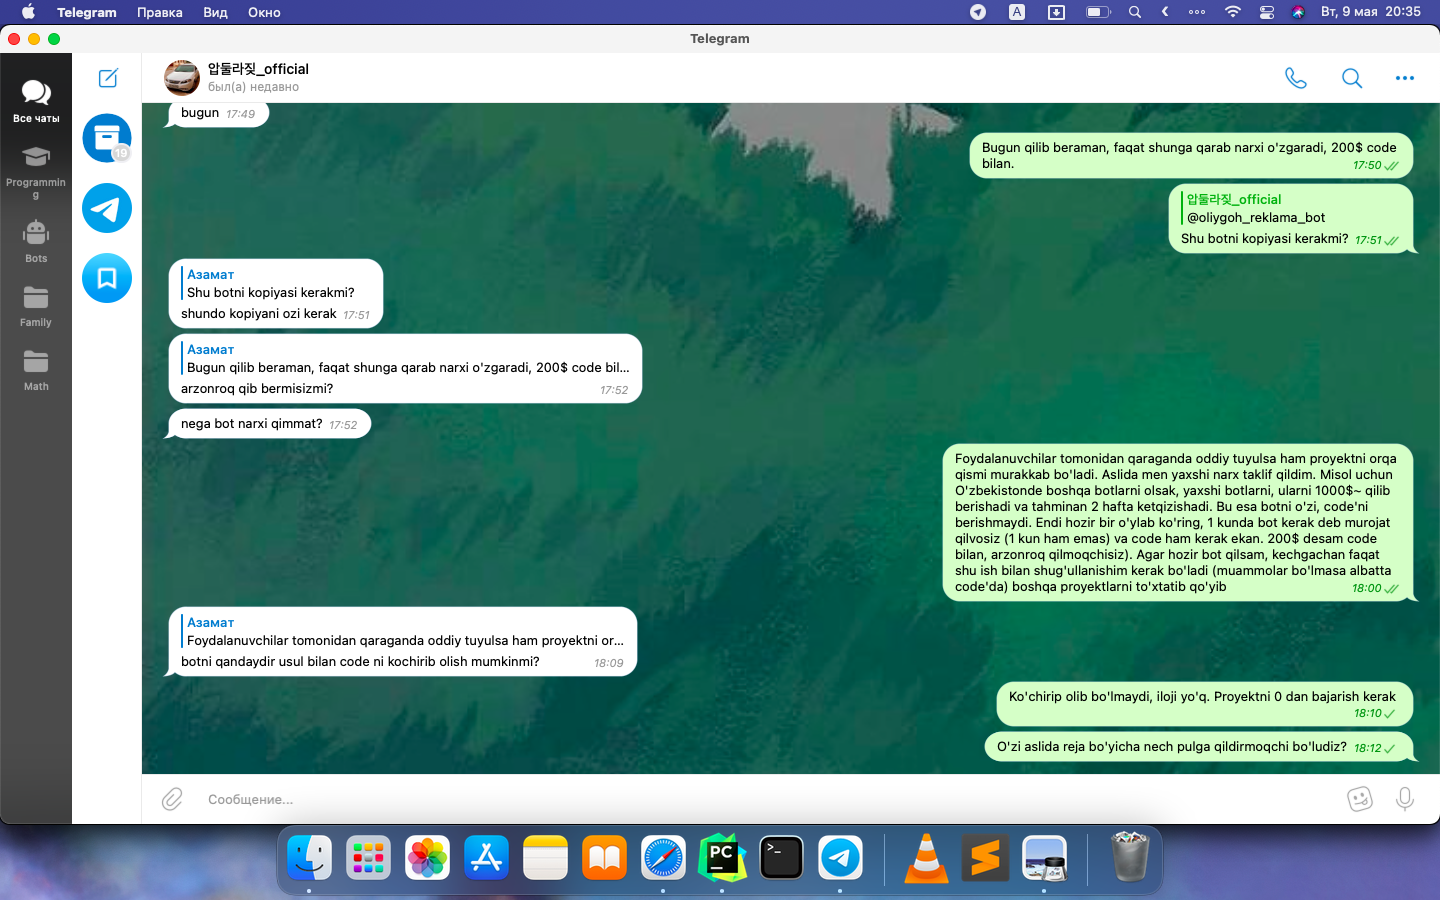 Telegram Правка Вид Окно
A
Вт, 9 мая 20:35
Telegram
Все чаты
Programmin
g
Bots
Family
Math
19
압둘라짖_official
был(а) недавно
bugun 17:49
Bugun qilib beraman, faqat shunga qarab narxi o'zgaradi, 200$ code
bilan. 17:50
압둘라짖_official
@oliygoh_reklama_bot
Shu botni kopiyasi kerakmi? 17:51
Азамат
Shu botni kopiyasi kerakmi?
shundo kopiyani ozi kerak 17:51
Азамат
Bugun qilib beraman, faqat shunga qarab narxi o'zgaradi, 200$ code bil...
arzonroq qib bermisizmi? 17:52
nega bot narxi qimmat? 17:52
Foydalanuvchilar tomonidan qaraganda oddiy tuyulsa ham proyektni orqa
qismi murakkab bo'ladi. Aslida men yaxshi narx taklif qildim. Misol uchun
O'zbekistonde boshqa botlarni olsak, yaxshi botlarni, ularni 1000$~ qilib
berishadi va tahminan 2 hafta ketqizishadi. Bu esa botni o'zi, code'ni
berishmaydi. Endi hozir bir o'ylab ko'ring, 1 kunda bot kerak deb murojat
qilvosiz (1 kun ham emas) va code ham kerak ekan. 200$ desam code
bilan, arzonroq qilmoqchisiz). Agar hozir bot qilsam, kechgachan faqat
shu ish bilan shug'ullanishim kerak bo'ladi (muammolar bo'lmasa albatta
code'da) boshqa proyektlarni to'xtatib qo'yib 18:00
Азамат
Foydalanuvchilar tomonidan qaraganda oddiy tuyulsa ham proyektni or...
botni qandaydir usul bilan code ni kochirib olish mumkinmi? 18:09
Ko'chirip olib bo'lmaydi, iloji yo'q. Proyektni 0 dan bajarish kerak
18:10
O'zi aslida reja bo'yicha nech pulga qildirmoqchi bo'ludiz? 18:12
Сообщение...
PC
>_